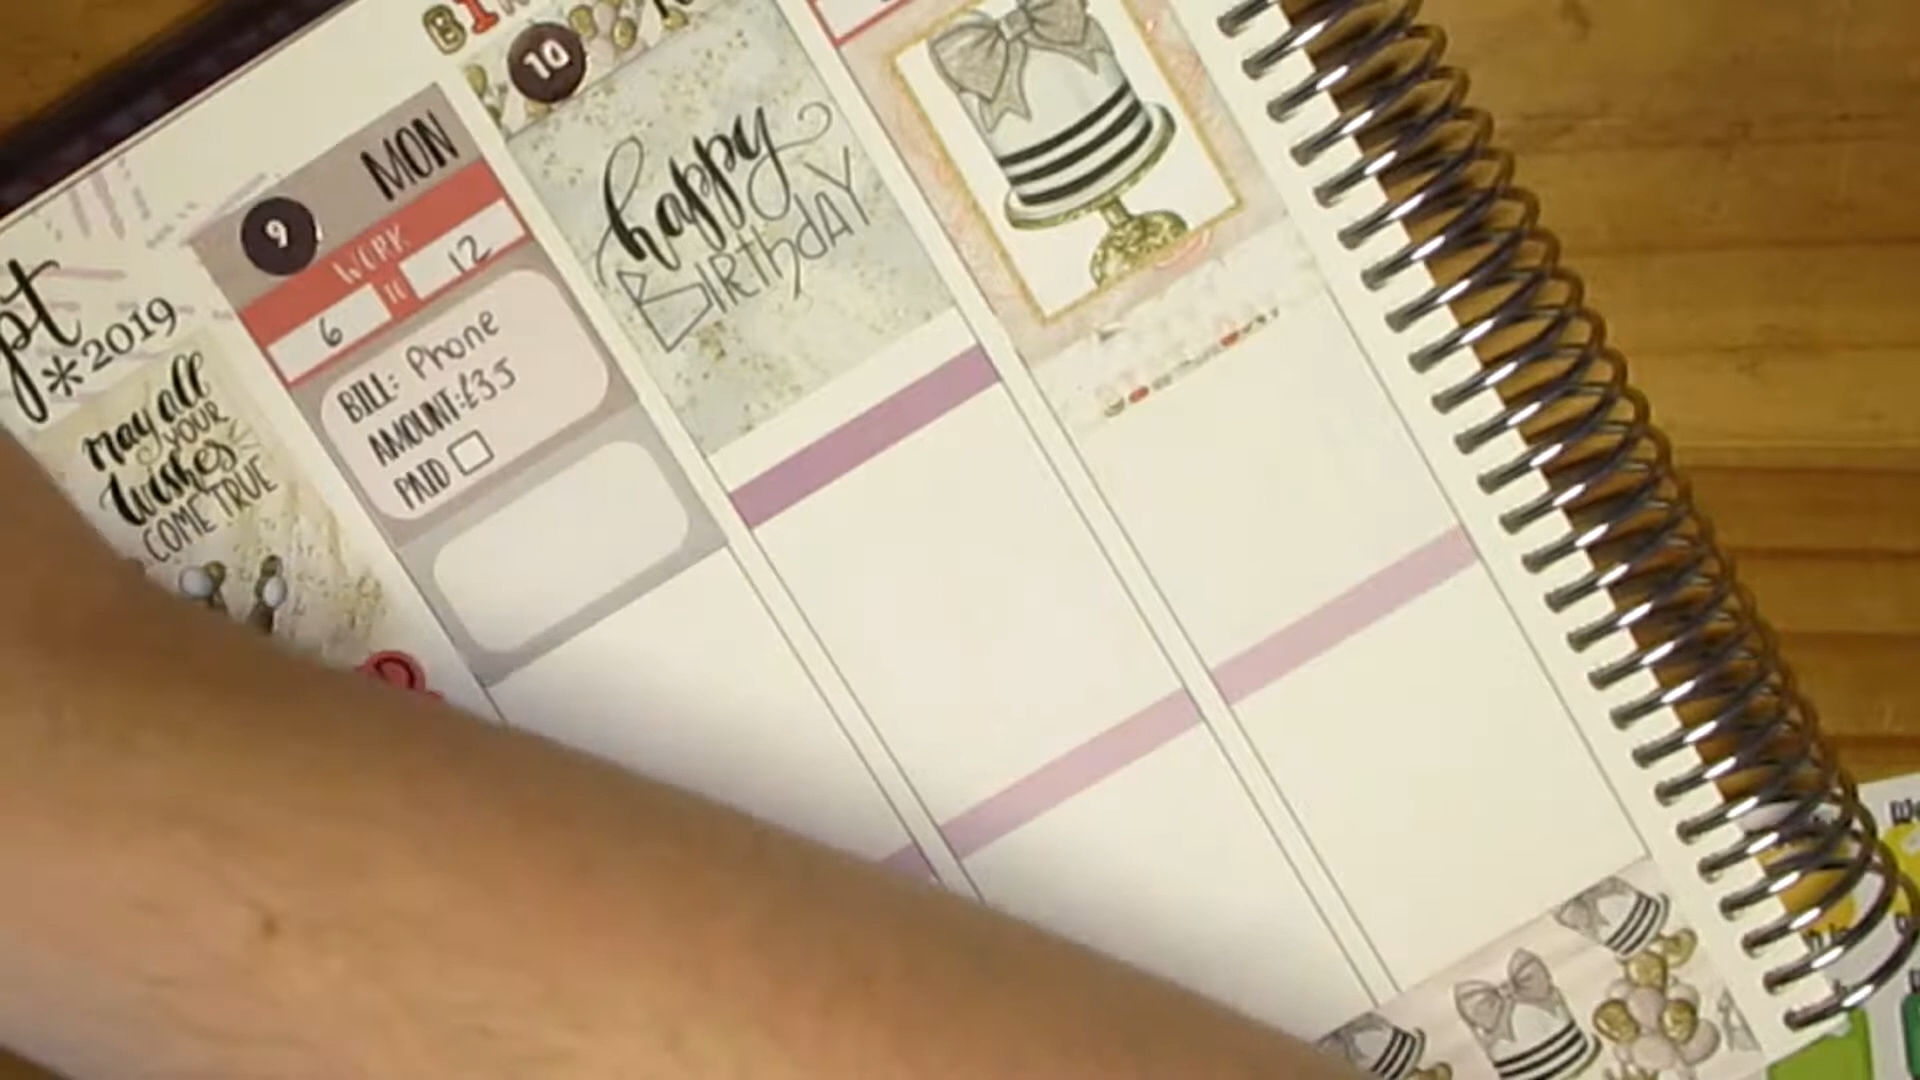 10
9
MON
WORK
6 TO 12
BILL: Phone
AMOUNT:£35
PAID
happy
BIRthdAY
*2019
may all
YOUR
wishes
COME TRUE